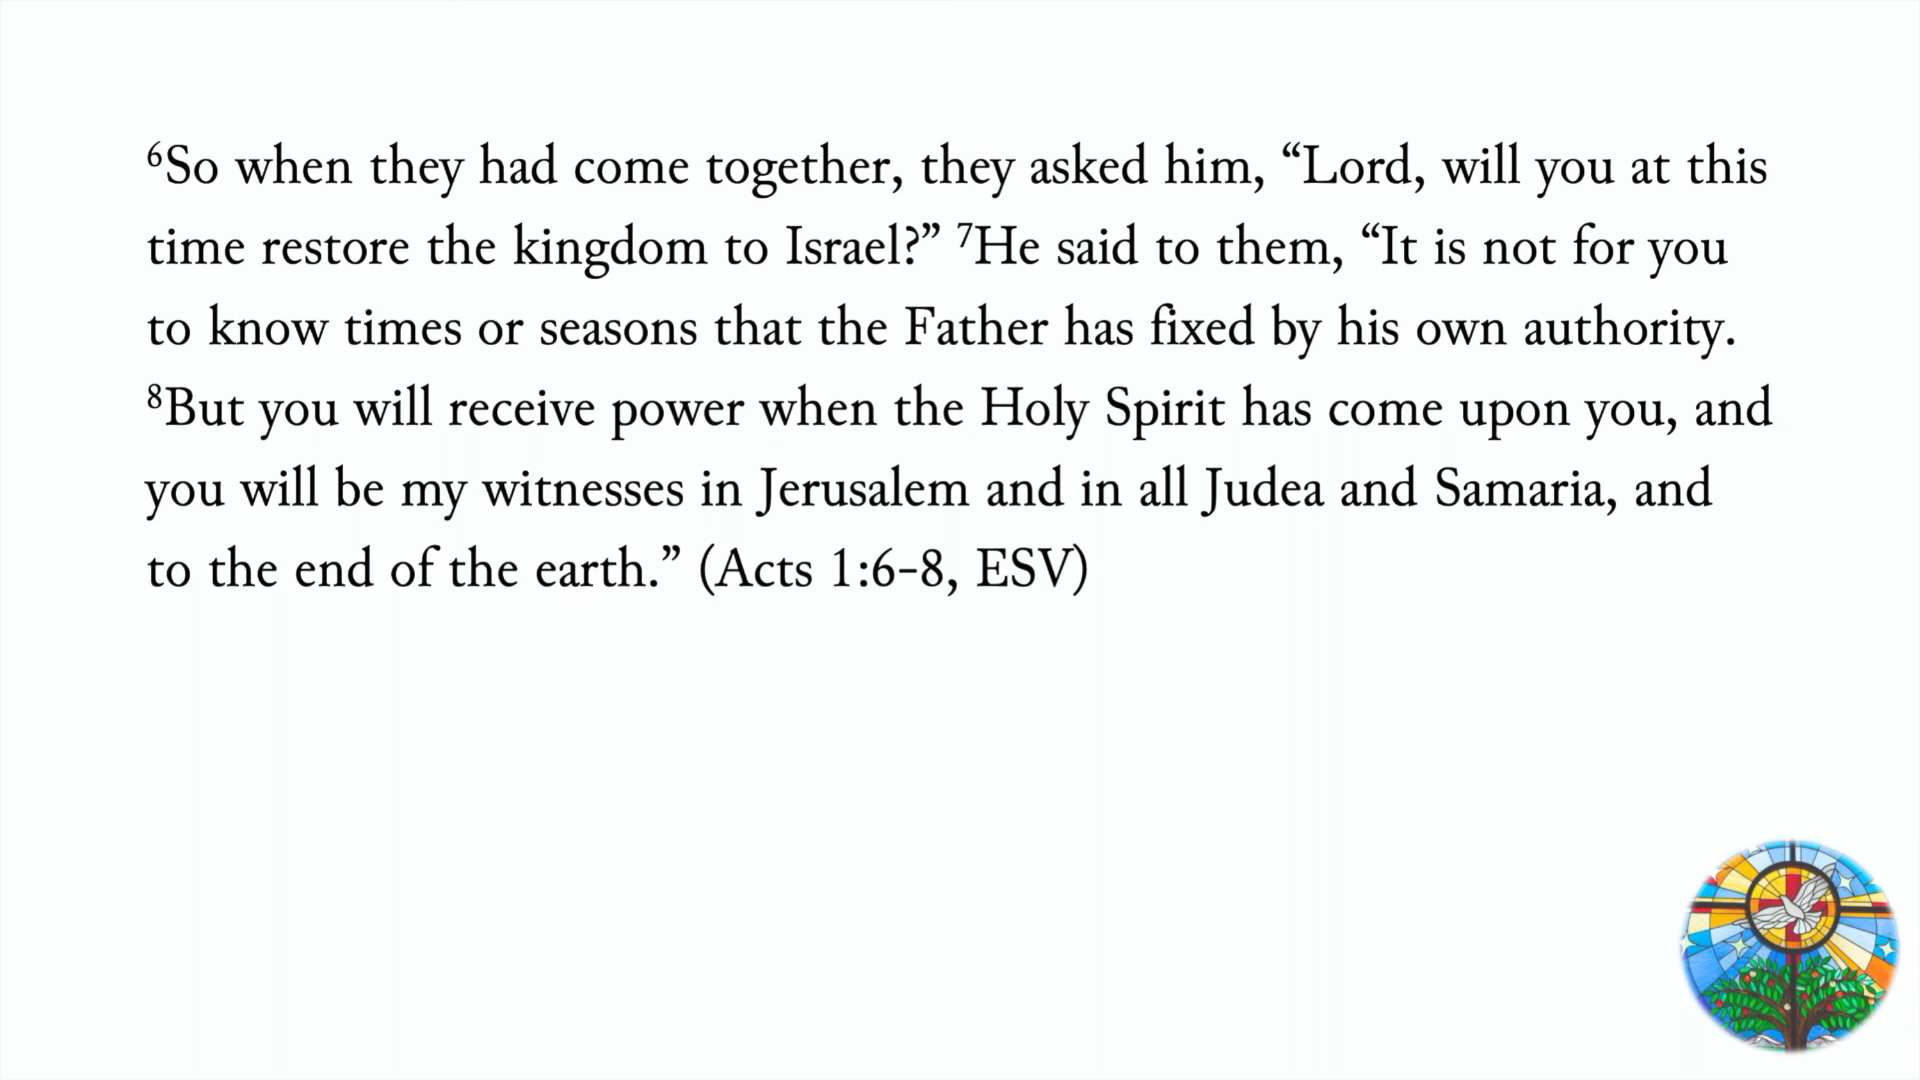 ⁶So when they had come together, they asked him, “Lord, will you at this
time restore the kingdom to Israel?” ⁷He said to them, “It is not for you
to know times or seasons that the Father has fixed by his own authority.
⁸But you will receive power when the Holy Spirit has come upon you, and
you will be my witnesses in Jerusalem and in all Judea and Samaria, and
to the end of the earth.” (Acts 1:6-8, ESV)